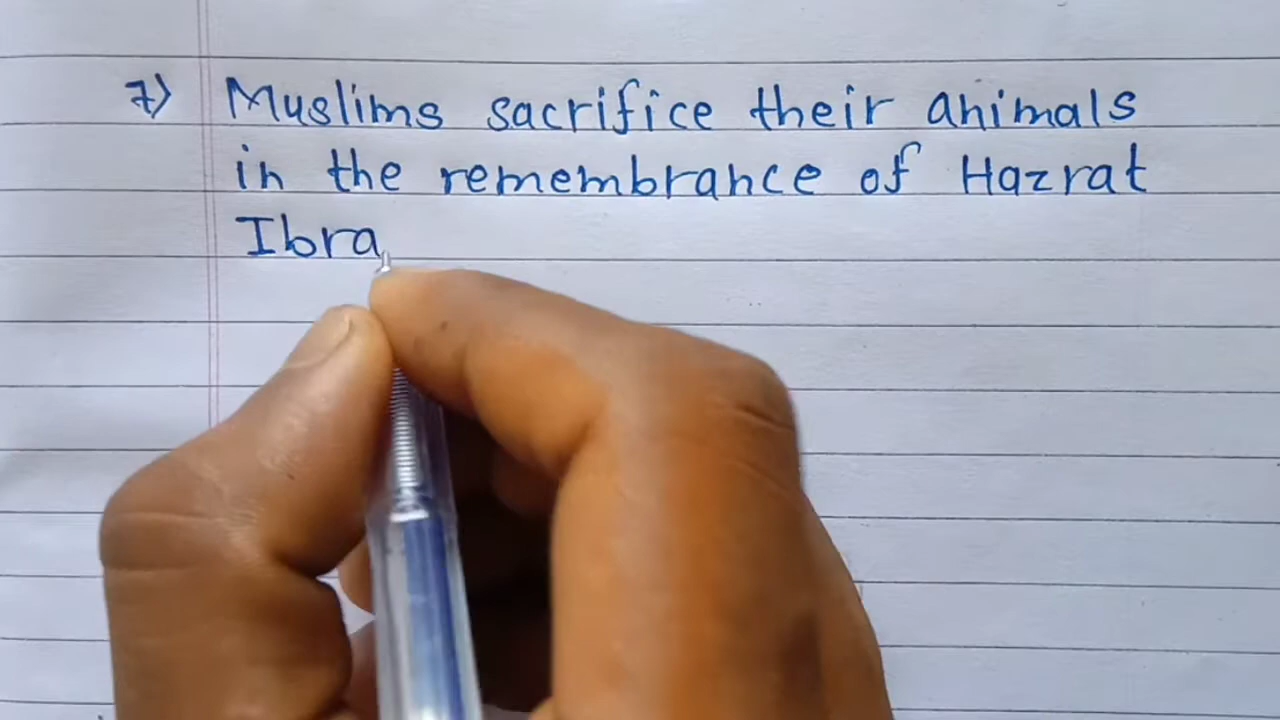 7) Muslims sacrifice their animals
in the remembrance of Hazrat
Ibra